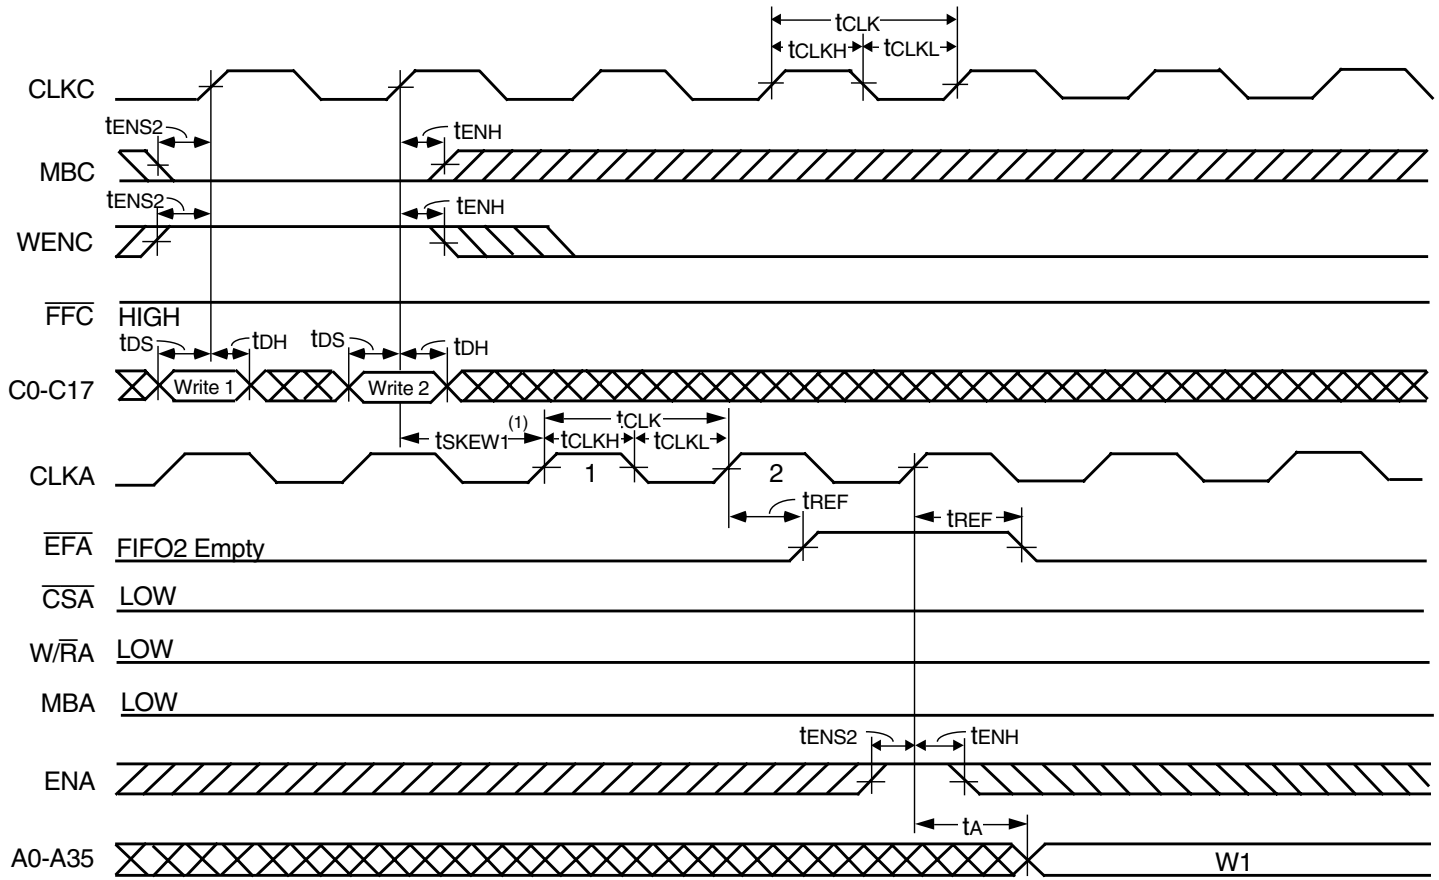 tCLK
tCLKH tCLKL
CLKC
tENS2 tENH
MBC
tENS2 tENH
WENC
FFC HIGH
tDS tDH tDS tDH
C0-C17 Write 1 Write 2
tSKEW1(1) tCLK
tCLKH tCLKL
CLKA 1 2
tREF tREF
EFA FIFO2 Empty
CSA LOW
W/RA LOW
MBA LOW
tENS2 tENH
ENA
tA
A0-A35 W1